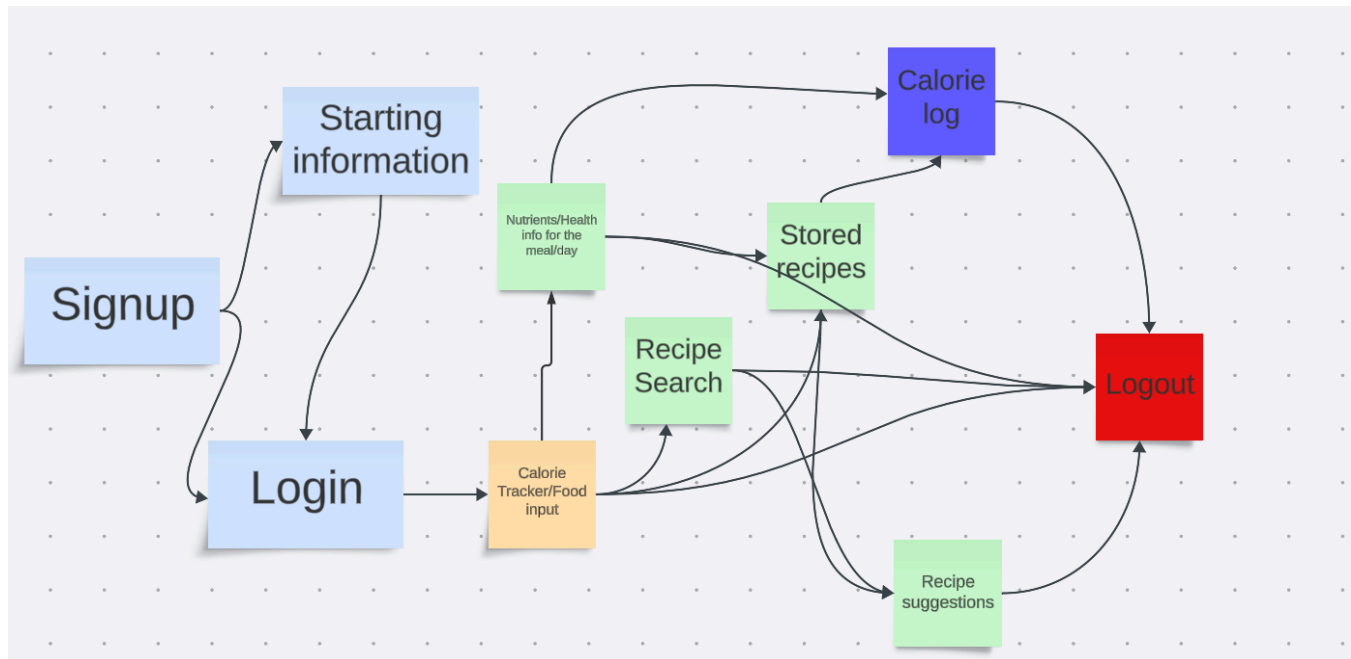 Signup
Starting
information
Login
Calorie
Tracker/Food
input
Nutrients/Health
info for the
meal/day
Recipe
Search
Stored
recipes
Calorie
log
Recipe
suggestions
Logout